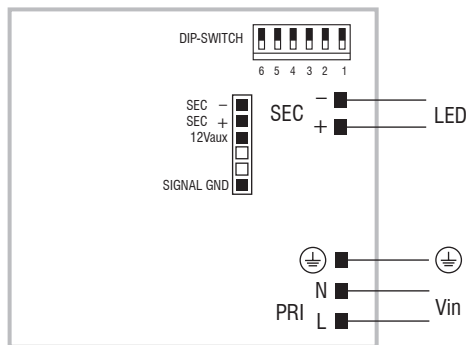 DIP-SWITCH
6 5 4 3 2 1
SEC −
SEC +
12Vaux
SIGNAL GND
SEC
−
+
LED
N
PRI
L
Vin